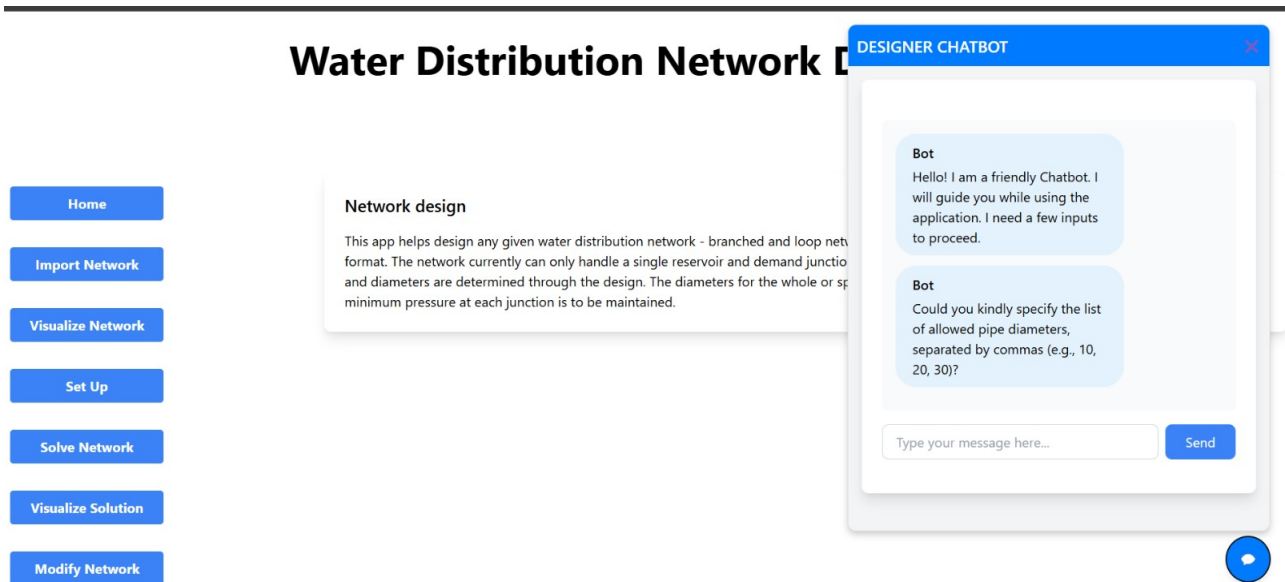 Water Distribution Network D
DESIGNER CHATBOT
Home
Import Network
Visualize Network
Set Up
Solve Network
Visualize Solution
Modify Network
Network design
This app helps design any given water distribution network - branched and loop
format. The network currently can only handle a single reservoir and demand
and diameters are determined through the design. The diameters for the whole or
minimum pressure at each junction is to be maintained.
Bot
Hello! I am a friendly Chatbot. I
will guide you while using the
application. I need a few inputs
to proceed.
Bot
Could you kindly specify the list
of allowed pipe diameters,
separated by commas (e.g., 10,
20, 30)?
Type your message here...
Send